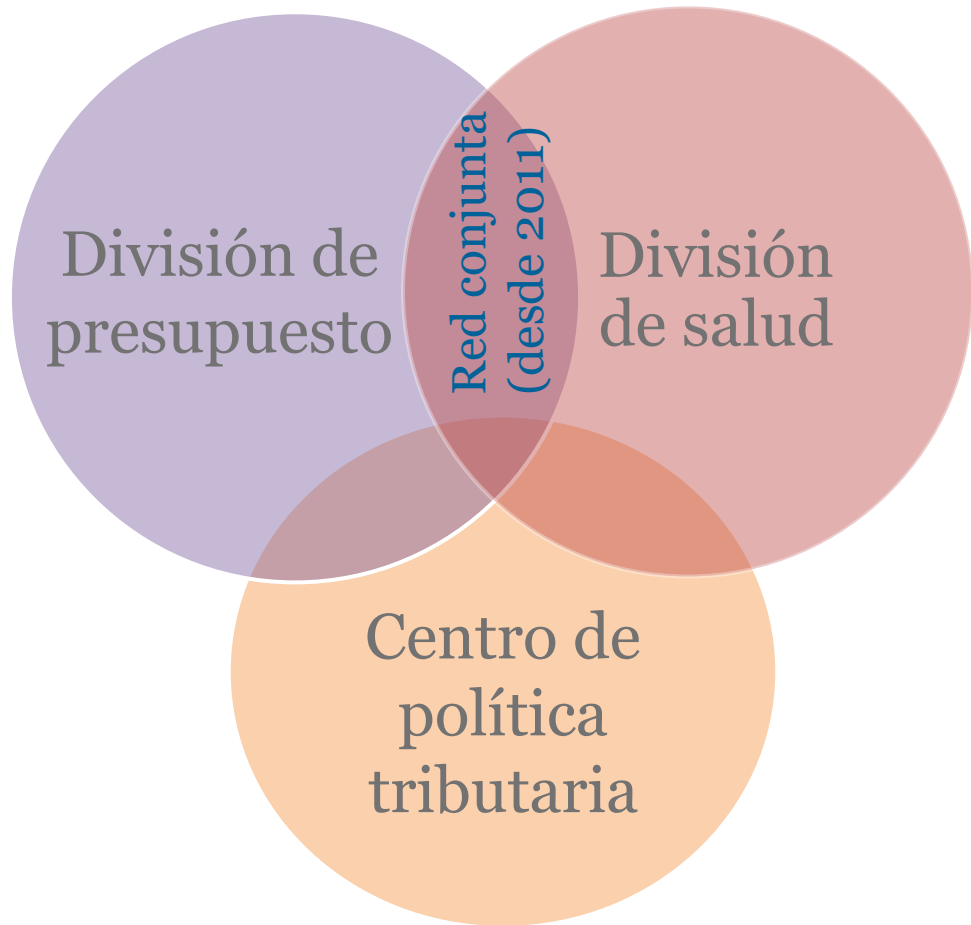 División de
presupuesto
Red conjunta
(desde 2011)
División
de salud
Centro de
política
tributaria